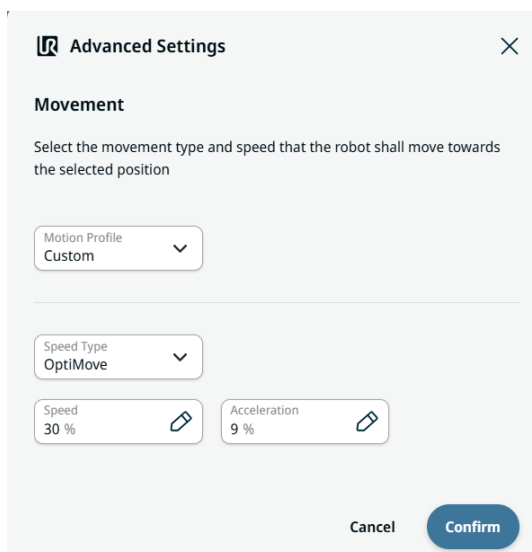 UR Advanced Settings
Movement
Select the movement type and speed that the robot shall move towards
the selected position
Motion Profile
Custom
Speed Type
OptiMove
Speed
30 %
Acceleration
9 %
Cancel
Confirm